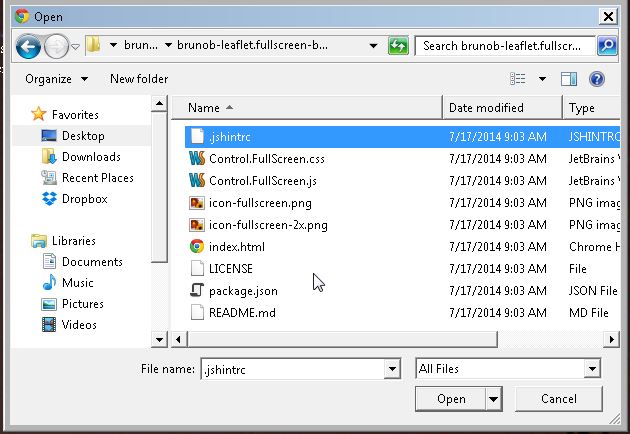 Open
brunob... ▸ brunob-leaflet.fullscreen-b...
Search brunob-leaflet.fullscr...
Organize
New folder
Name
Date modified
Type
Favorites
Desktop
Downloads
Recent Places
Dropbox
Libraries
Documents
Music
Pictures
Videos
.jshintrc 7/17/2014 9:03 AM JSHINTRC
Control.FullScreen.css 7/17/2014 9:03 AM JetBrains
Control.FullScreen.js 7/17/2014 9:03 AM JetBrains
icon-fullscreen.png 7/17/2014 9:03 AM PNG imag
icon-fullscreen-2x.png 7/17/2014 9:03 AM PNG imag
index.html 7/17/2014 9:03 AM Chrome H
LICENSE 7/17/2014 9:03 AM File
package.json 7/17/2014 9:03 AM JSON File
README.md 7/17/2014 9:03 AM MD File
File name: .jshintrc
All Files
Open
Cancel